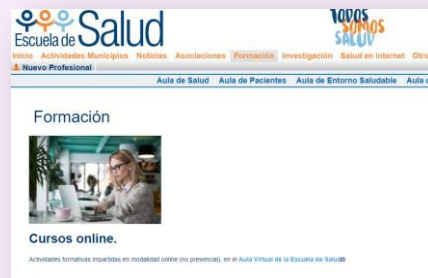 Escuela de Salud
TODOS
SOMOS
SALUD
Inicio Actividades Municipios Noticias Asociaciones Formación Investigación Salud en internet Otro
Nuevo Profesional
Aula de Salud Aula de Pacientes Aula de Entorno Saludable Aula d
Formación
Cursos online.
Actividades formativas impartidas en modalidad online (no presencial), en el Aula Virtual de la Escuela de Salud